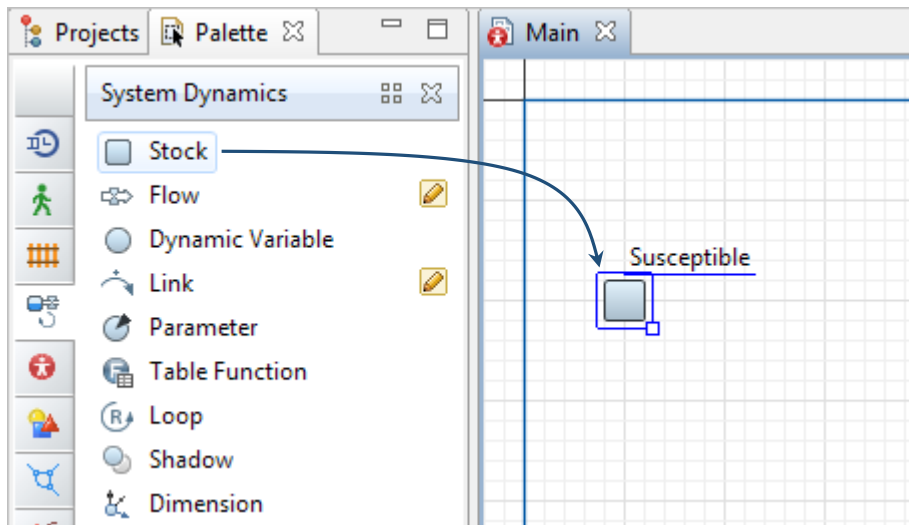 Projects
Palette
Main
System Dynamics
Stock
Flow
Dynamic Variable
Link
Parameter
Table Function
Loop
Shadow
Dimension
Susceptible